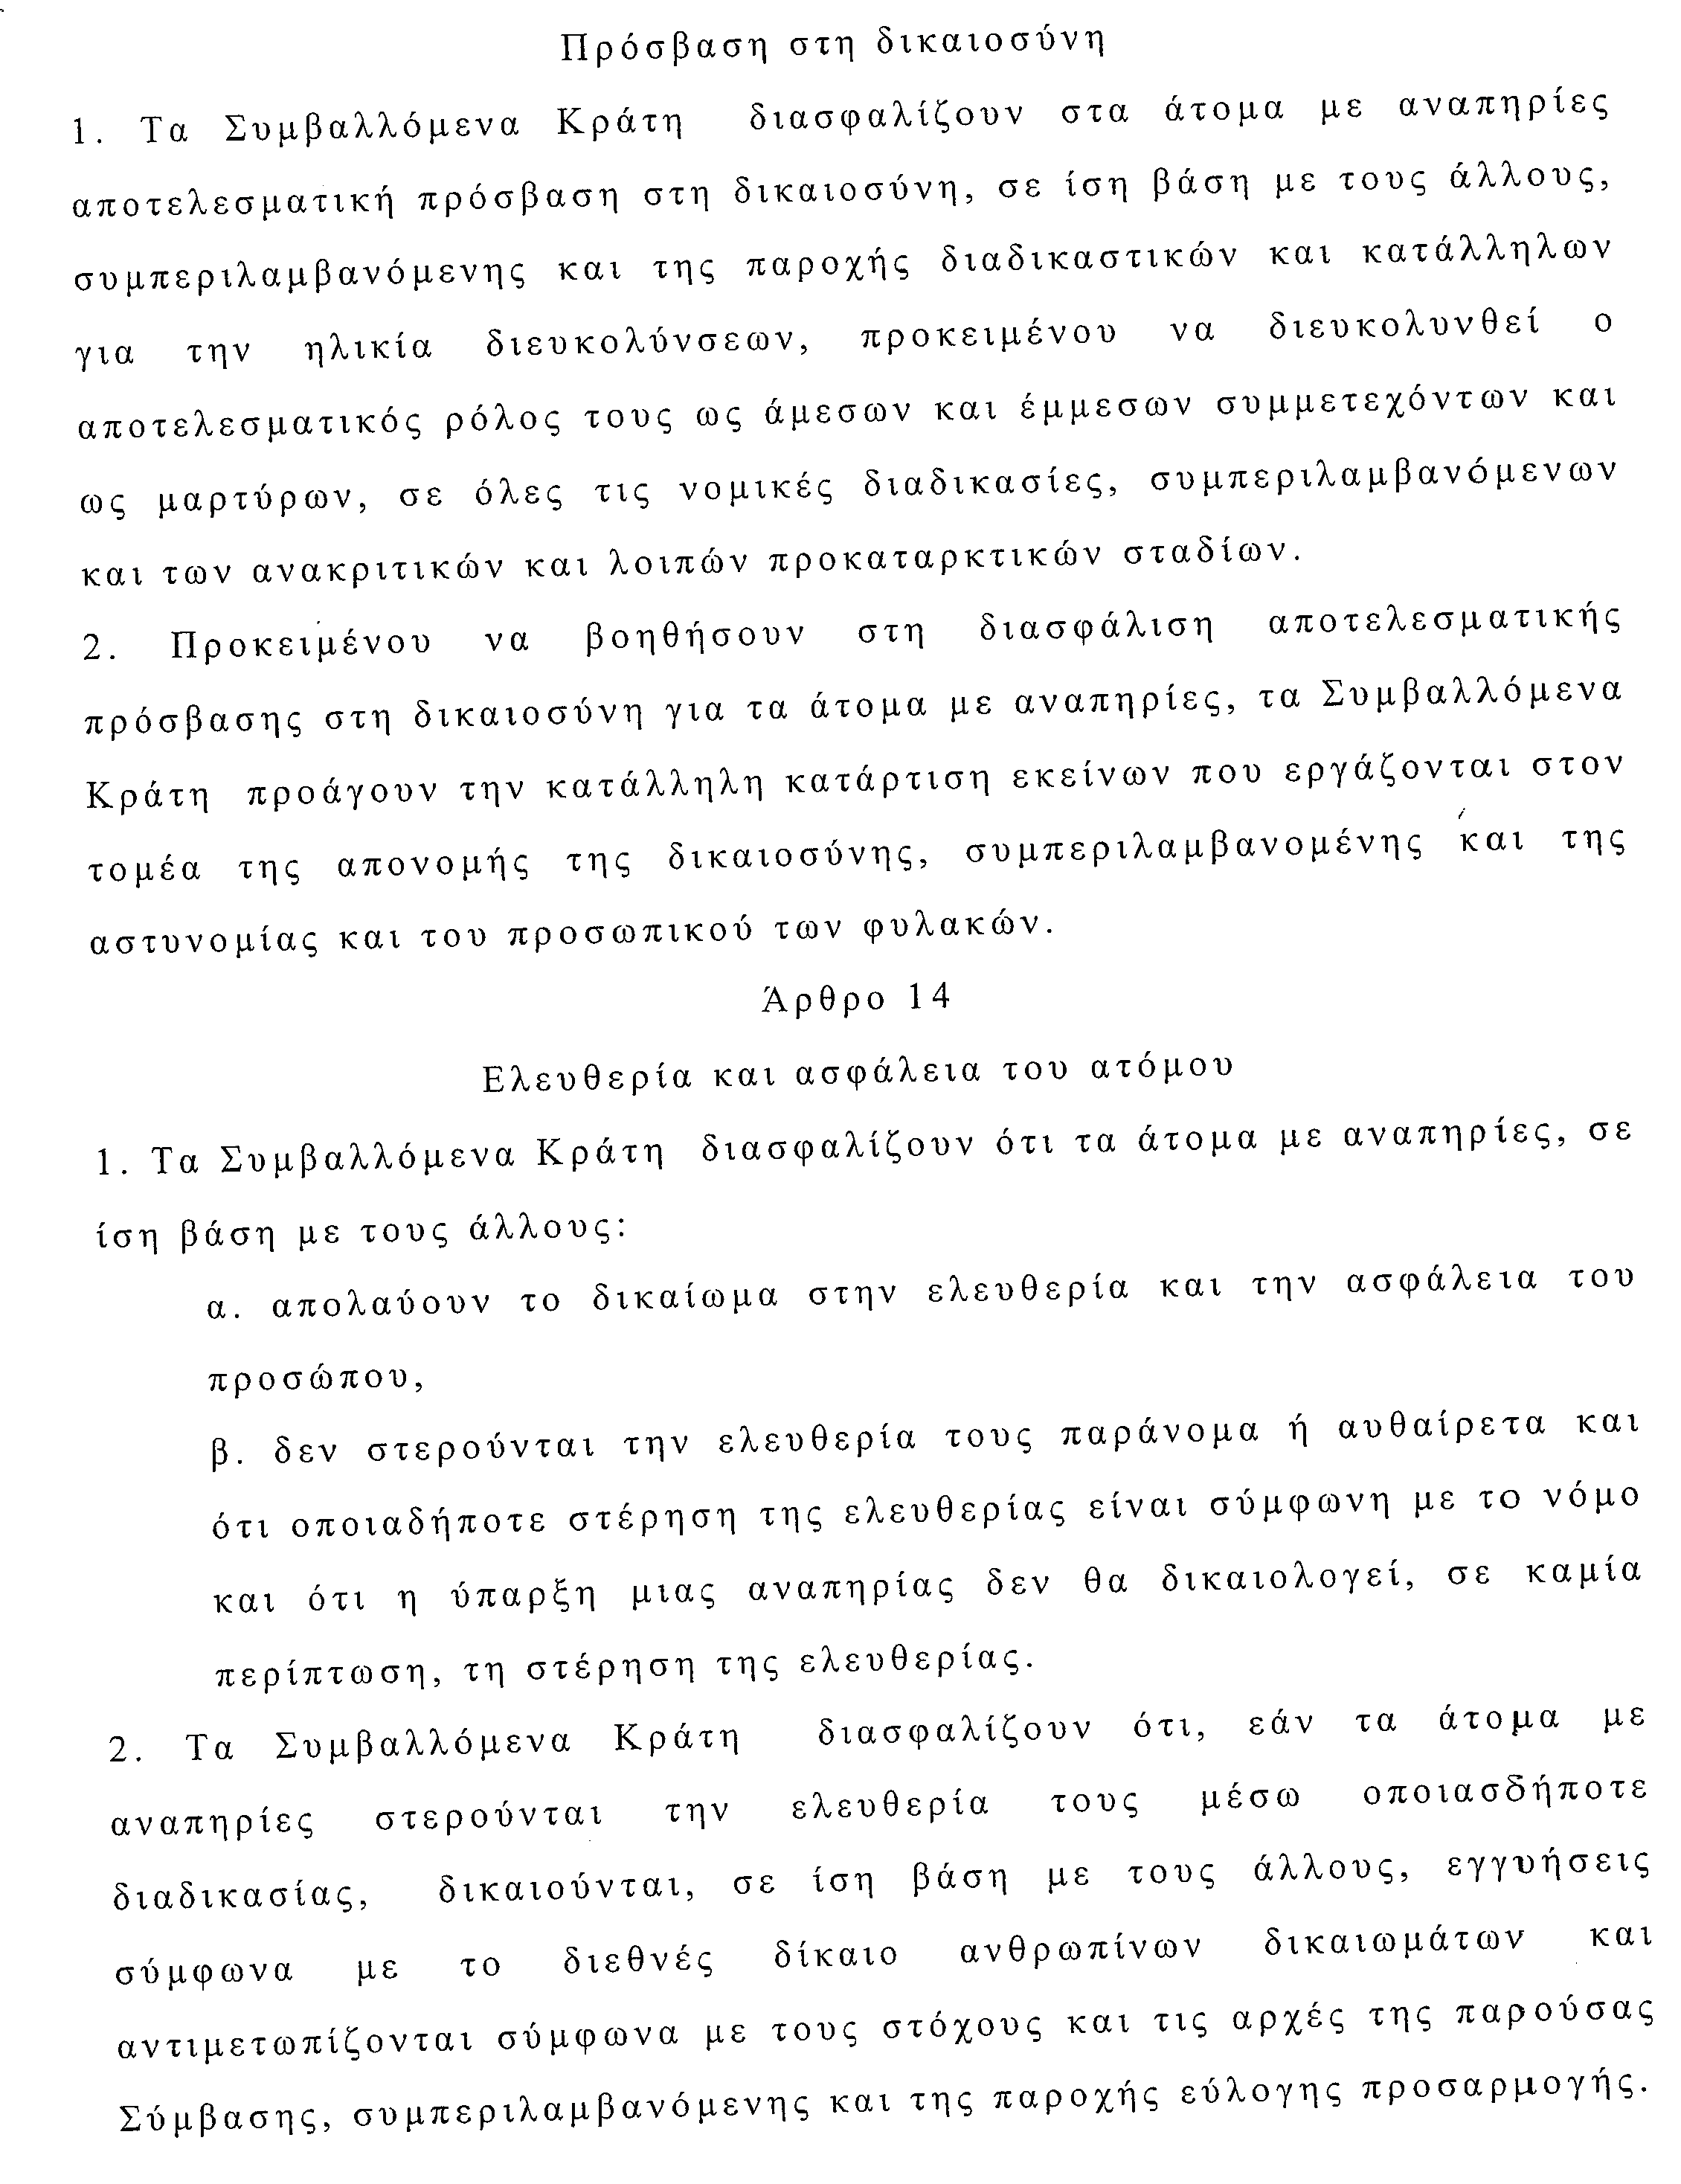 Πρόσβαση στη δικαιοσύνη
1. Τα Συμβαλλόμενα Κράτη διασφαλίζουν στα άτομα με αναπηρίες
αποτελεσματική πρόσβαση στη δικαιοσύνη, σε ίση βάση με τους άλλους,
συμπεριλαμβανόμενης και της παροχής διαδικαστικών και κατάλληλων
για την ηλικία διευκολύνσεων, προκειμένου να διευκολυνθεί ο
αποτελεσματικός ρόλος τους ως άμεσων και έμμεσων συμμετεχόντων και
ως μαρτύρων, σε όλες τις νομικές διαδικασίες, συμπεριλαμβανόμενων
και των ανακριτικών και λοιπών προκαταρκτικών σταδίων.
2. Προκειμένου να βοηθήσουν στη διασφάλιση αποτελεσματικής
πρόσβασης στη δικαιοσύνη για τα άτομα με αναπηρίες, τα Συμβαλλόμενα
Κράτη προάγουν την κατάλληλη κατάρτιση εκείνων που εργάζονται στον
τομέα της απονομής της δικαιοσύνης, συμπεριλαμβανομένης και της
αστυνομίας και του προσωπικού των φυλακών.
Άρθρο 14
Ελευθερία και ασφάλεια του ατόμου
1. Τα Συμβαλλόμενα Κράτη διασφαλίζουν ότι τα άτομα με αναπηρίες, σε
ίση βάση με τους άλλους:
α. απολαύουν το δικαίωμα στην ελευθερία και την ασφάλεια του
προσώπου,
β. δεν στερούνται την ελευθερία τους παράνομα ή αυθαίρετα και
ότι οποιαδήποτε στέρηση της ελευθερίας είναι σύμφωνη με το νόμο
και ότι η ύπαρξη μιας αναπηρίας δεν θα δικαιολογεί, σε καμία
περίπτωση, τη στέρηση της ελευθερίας.
2. Τα Συμβαλλόμενα Κράτη διασφαλίζουν ότι, εάν τα άτομα με
αναπηρίες στερούνται την ελευθερία τους μέσω οποιασδήποτε
διαδικασίας, δικαιούνται, σε ίση βάση με τους άλλους, εγγυήσεις
σύμφωνα με το διεθνές δίκαιο ανθρωπίνων δικαιωμάτων και
αντιμετωπίζονται σύμφωνα με τους στόχους και τις αρχές της παρούσας
Σύμβασης, συμπεριλαμβανόμενης και της παροχής εύλογης προσαρμογής.